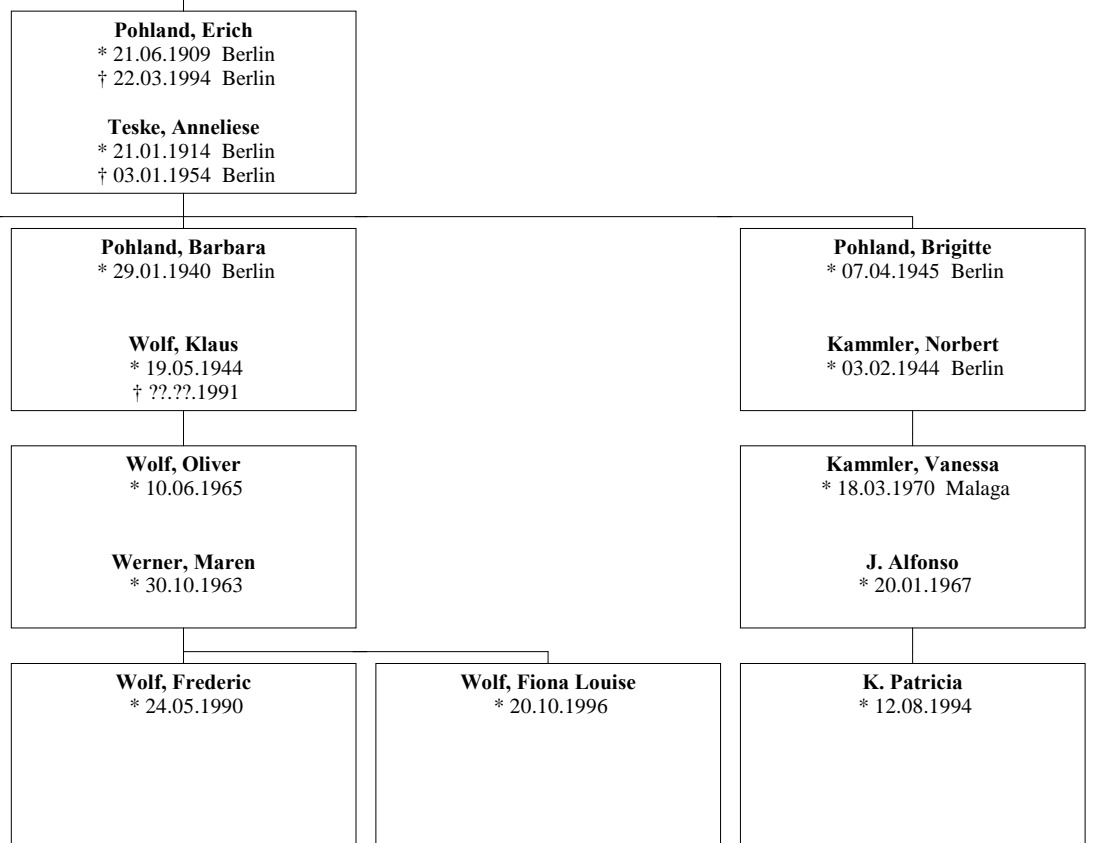 Pohland, Erich
* 21.06.1909 Berlin
† 22.03.1994 Berlin
Teske, Anneliese
* 21.01.1914 Berlin
† 03.01.1954 Berlin
Pohland, Barbara
* 29.01.1940 Berlin
Wolf, Klaus
* 19.05.1944
† ??.??.1991
Pohland, Brigitte
* 07.04.1945 Berlin
Kammler, Norbert
* 03.02.1944 Berlin
Wolf, Oliver
* 10.06.1965
Werner, Maren
* 30.10.1963
Kammler, Vanessa
* 18.03.1970 Malaga
J. Alfonso
* 20.01.1967
Wolf, Frederic
* 24.05.1990
Wolf, Fiona Louise
* 20.10.1996
K. Patricia
* 12.08.1994